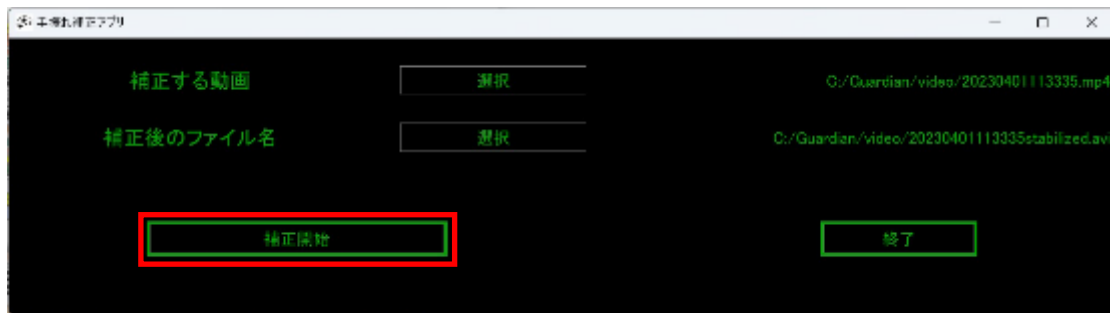 手振れ補正アプリ
補正する動画 選択 C:/Guardian/video/20230401113335.mp4
補正後のファイル名 選択 C:/Guardian/video/20230401113335stabilized.avi
補正開始 終了